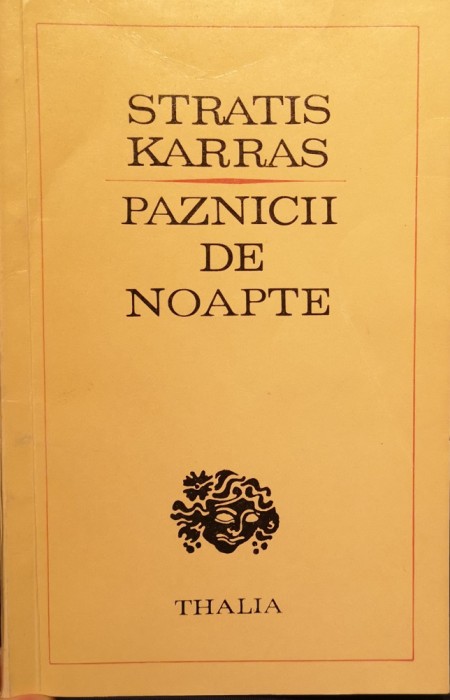 STRATIS
KARRAS
PAZNICII
DE
NOAPTE
THALIA